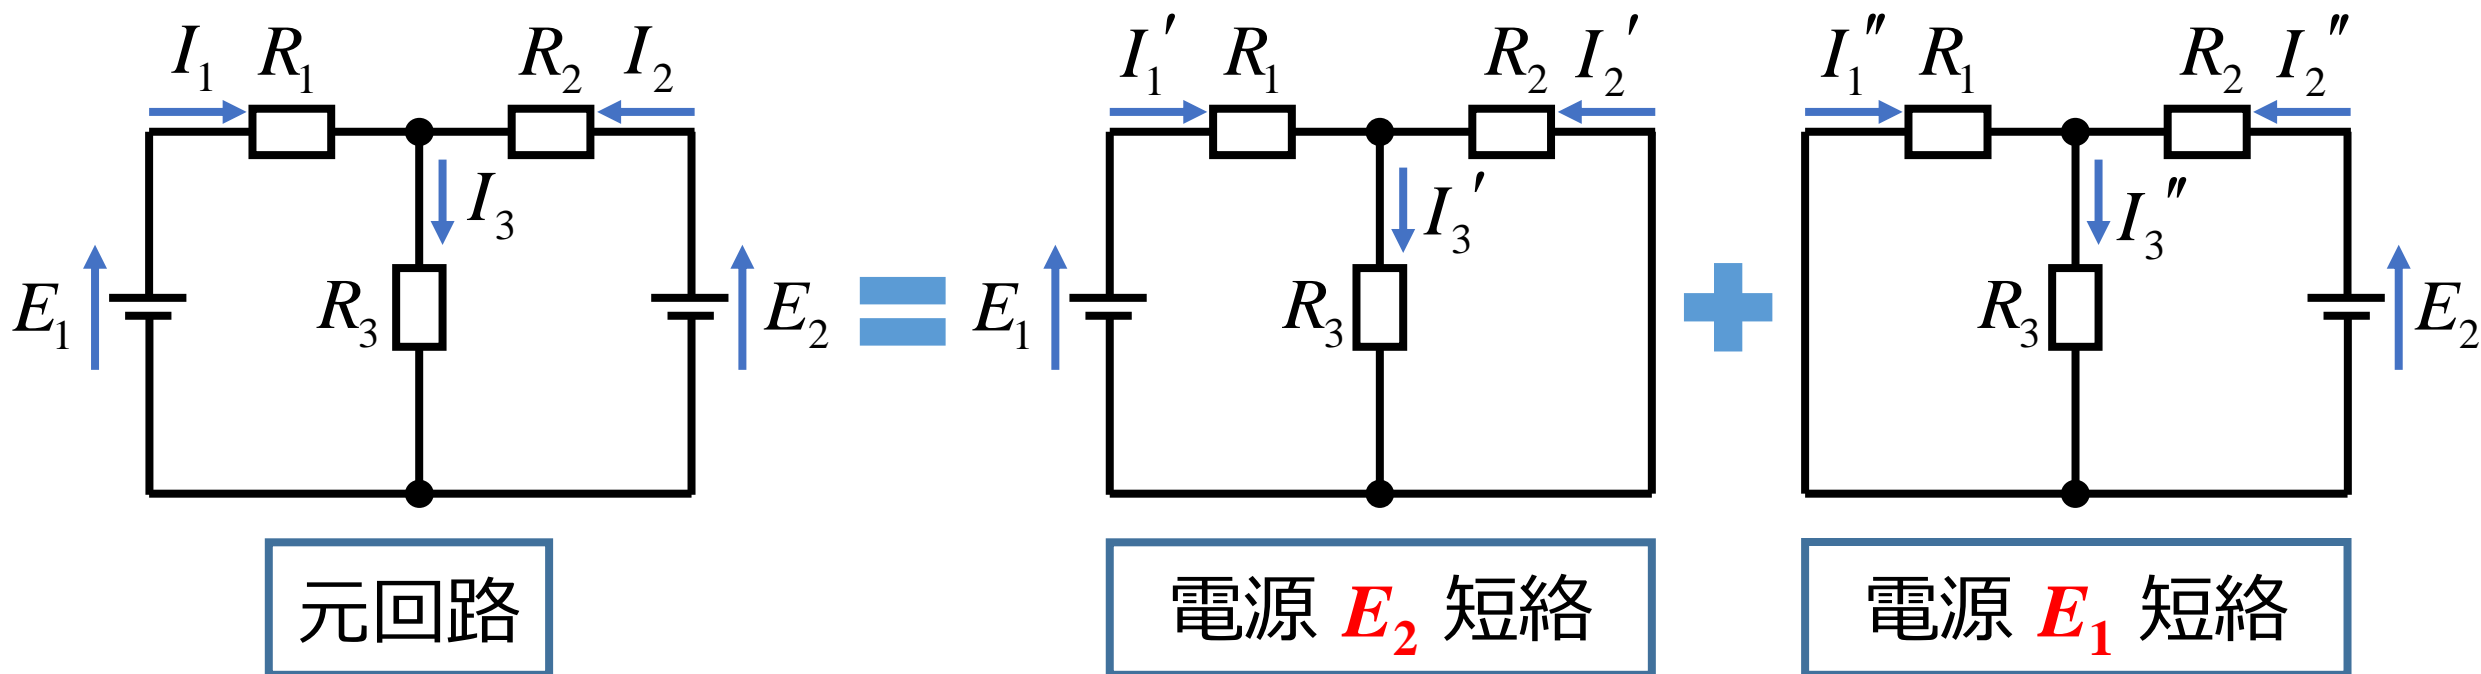 I₁ R₁ R₂ I₂
I₃
E₁ R₃ E₂
元回路
I₁′ R₁ R₂ I₂′
I₃′
E₁ R₃
電源 E₂ 短絡
I₁″ R₁ R₂ I₂″
I₃″
R₃ E₂
電源 E₁ 短絡